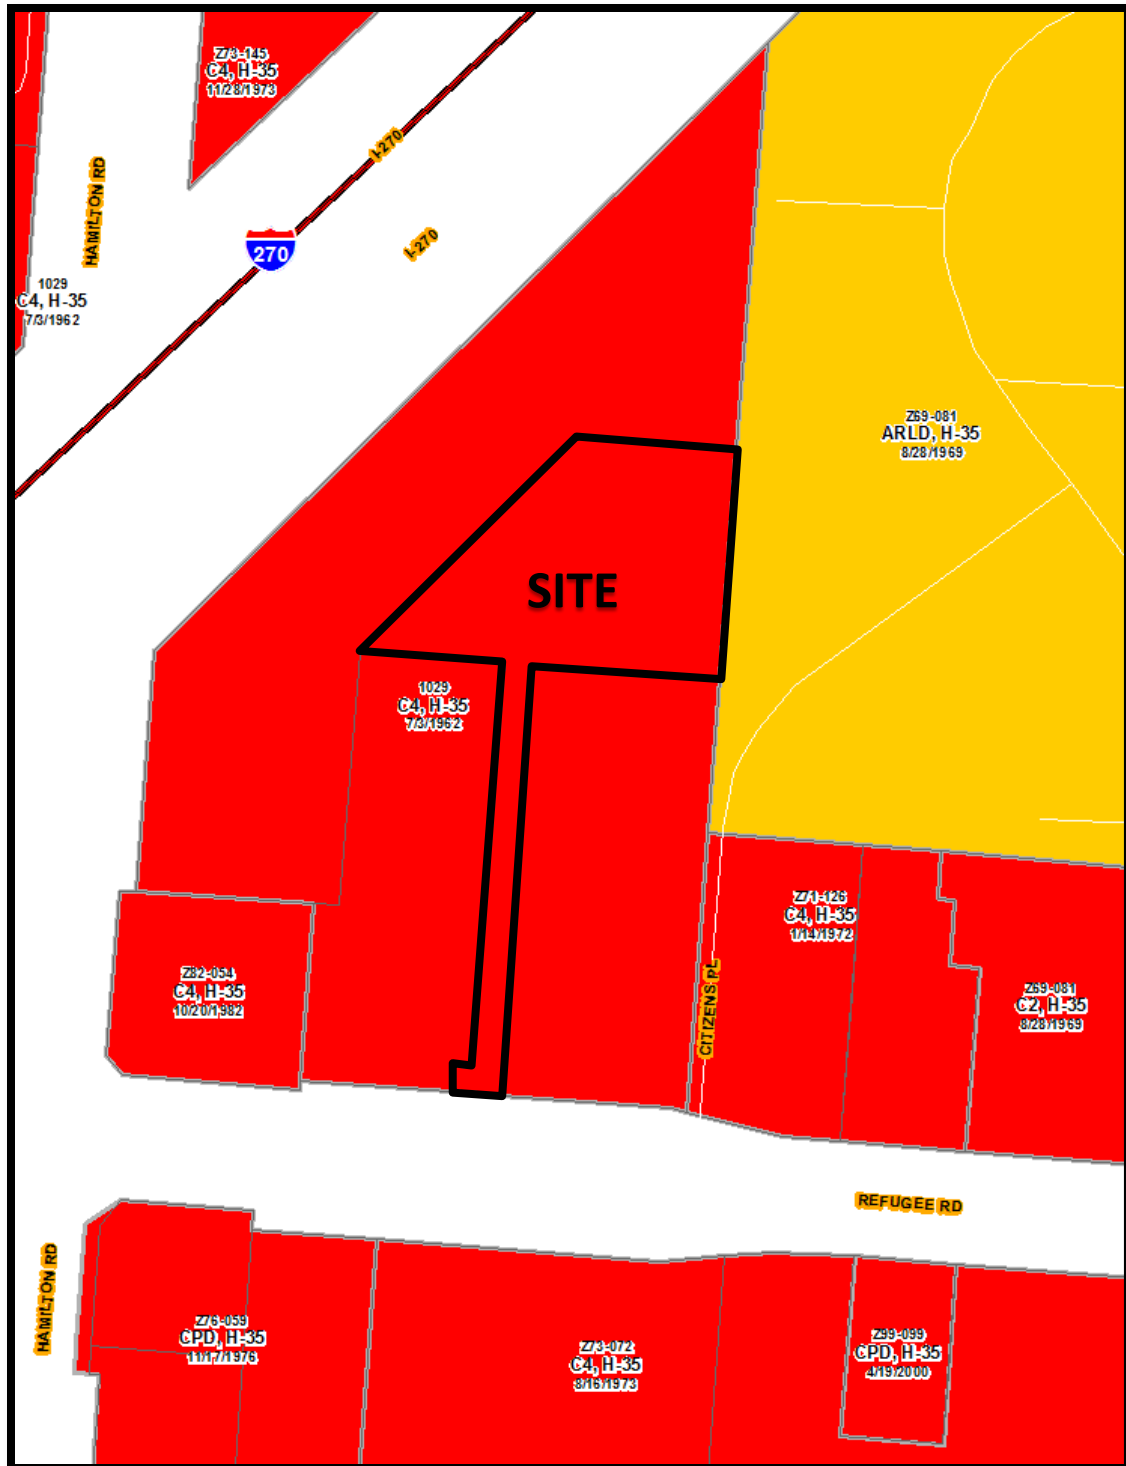 Z73-145
C4, H-35
11/28/1973
I-270
HAMILTON RD
I-270
270
1029
C4, H-35
7/3/1962
Z69-081
ARLD, H-35
8/28/1969
SITE
1029
C4, H-35
7/3/1962
Z71-126
C4, H-35
1/14/1972
Z82-054
C4, H-35
10/20/1982
CITIZENS PL
Z69-081
C2, H-35
8/28/1969
REFUGEE RD
HAMILTON RD
Z76-059
CPD, H-35
11/17/1976
Z73-072
C4, H-35
8/16/1973
Z99-099
CPD, H-35
4/19/2000